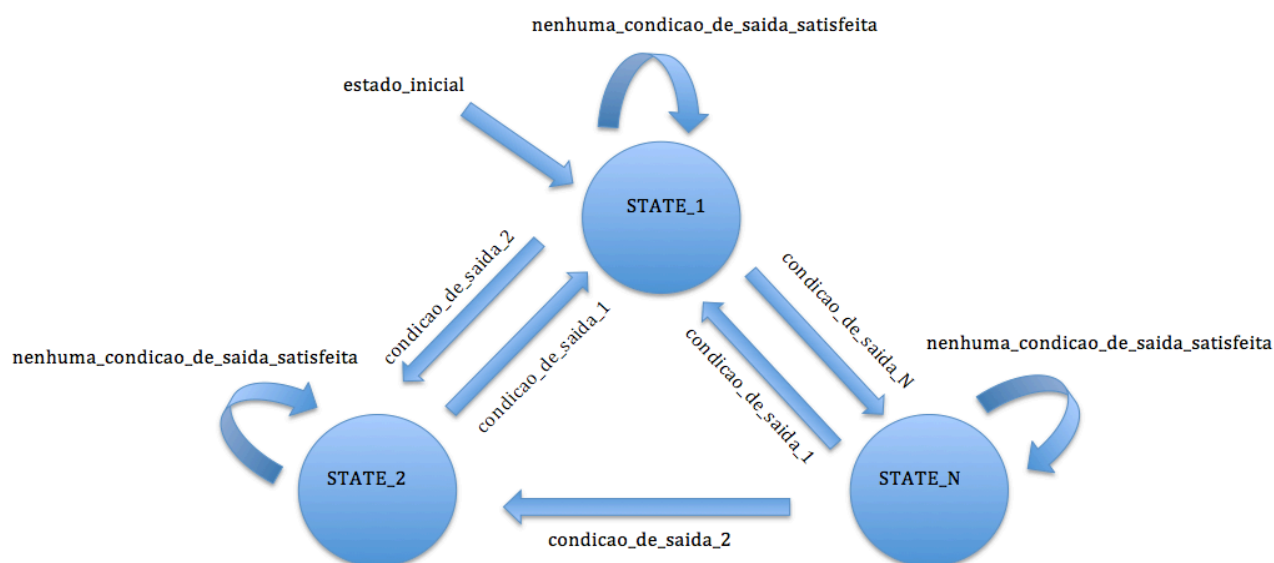 nenhuma_condicao_de_saida_satisfeita
estado_inicial
STATE_1
condicao_de_saida_2
condicao_de_saida_1
condicao_de_saida_N
condicao_de_saida_1
nenhuma_condicao_de_saida_satisfeita
nenhuma_condicao_de_saida_satisfeita
STATE_2
STATE_N
condicao_de_saida_2